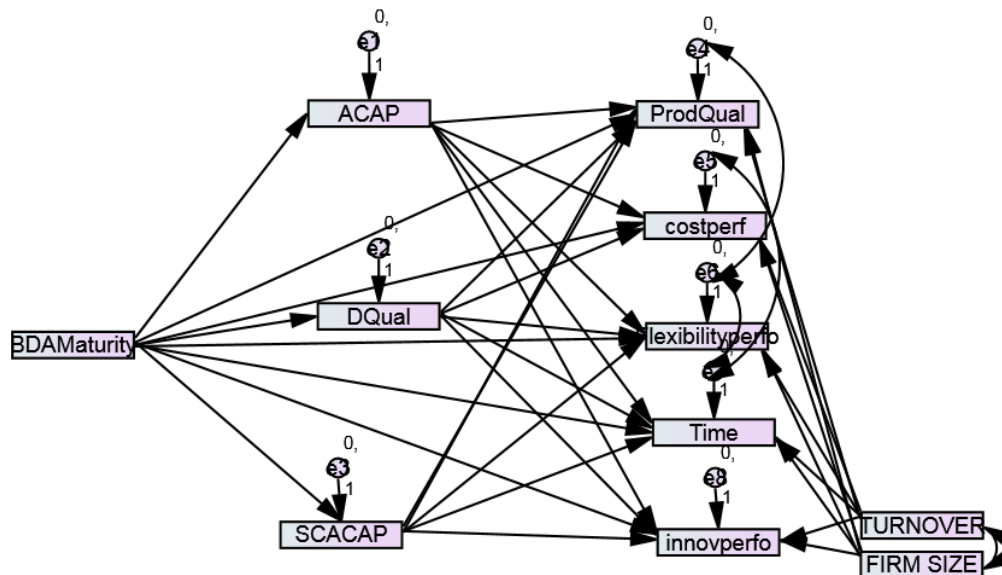 0,
e1
1
ACAP
0,
e4
1
ProdQual
0,
e5
1
costperf
0,
e2
1
DQual
0,
e6
1
lexibilityperfo
BDAMaturity
0,
1
Time
0,
e3
1
SCACAP
0,
e8
1
innovperfo
TURNOVER
FIRM SIZE